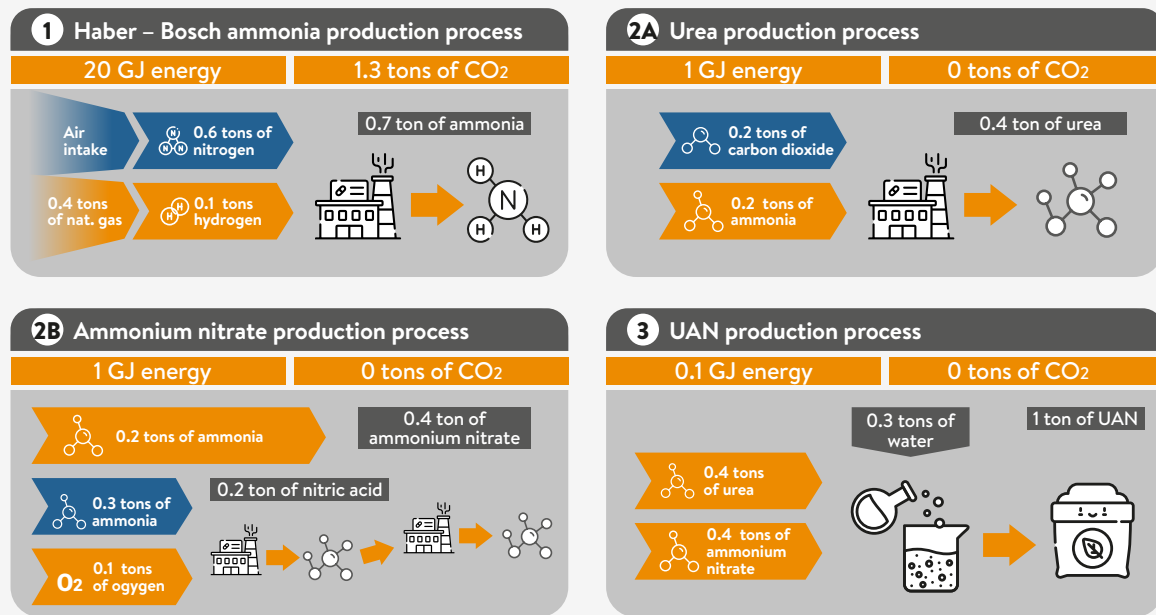 1 Haber – Bosch ammonia production process
20 GJ energy
1.3 tons of CO2
Air
intake
N
N N
0.6 tons of
nitrogen
0.4 tons
of nat. gas
H H
0.1 tons
hydrogen
0.7 ton of ammonia
H
N
H
H
2A Urea production process
1 GJ energy
0 tons of CO2
0.2 tons of
carbon dioxide
0.2 tons of
ammonia
0.4 ton of urea
2B Ammonium nitrate production process
1 GJ energy
0 tons of CO2
0.2 tons of ammonia
0.4 ton of
ammonium nitrate
0.3 tons of
ammonia
0.2 ton of nitric acid
O2
0.1 tons
of ogygen
3 UAN production process
0.1 GJ energy
0 tons of CO2
0.4 tons
of urea
0.4 tons of
ammonium
nitrate
0.3 tons of
water
1 ton of UAN